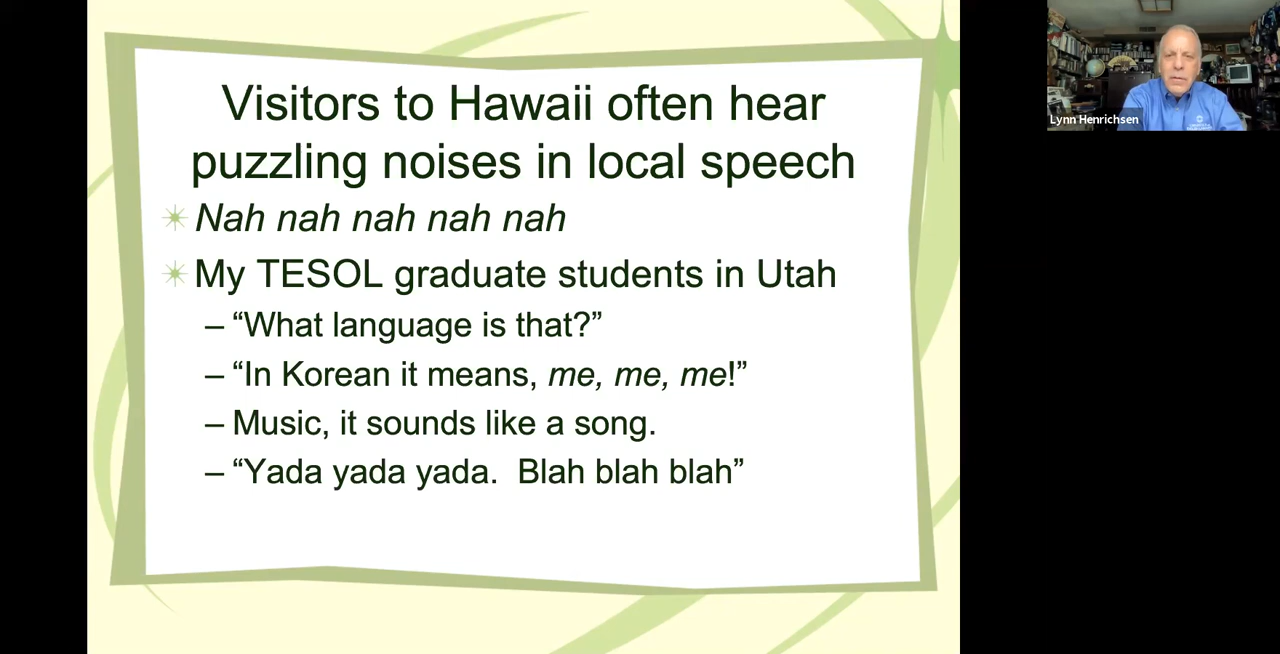 Visitors to Hawaii often hear
puzzling noises in local speech
Nah nah nah nah nah
My TESOL graduate students in Utah
– “What language is that?”
– “In Korean it means, me, me, me!”
– Music, it sounds like a song.
– “Yada yada yada.  Blah blah blah”
Lynn Henrichsen